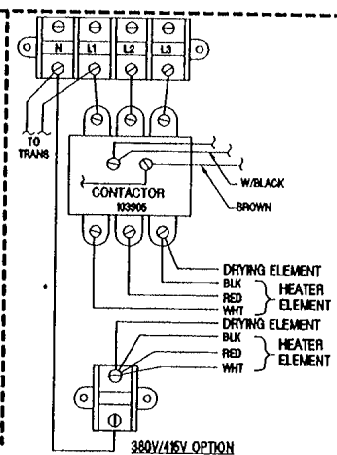 N L1 L2 L3
TO
TRANS
W/BLACK
CONTACTOR
103905
BROWN
DRYING ELEMENT
BLK
RED
WHT
HEATER
ELEMENT
DRYING ELEMENT
BLK
RED
WHT
HEATER
ELEMENT
380V/415V OPTION